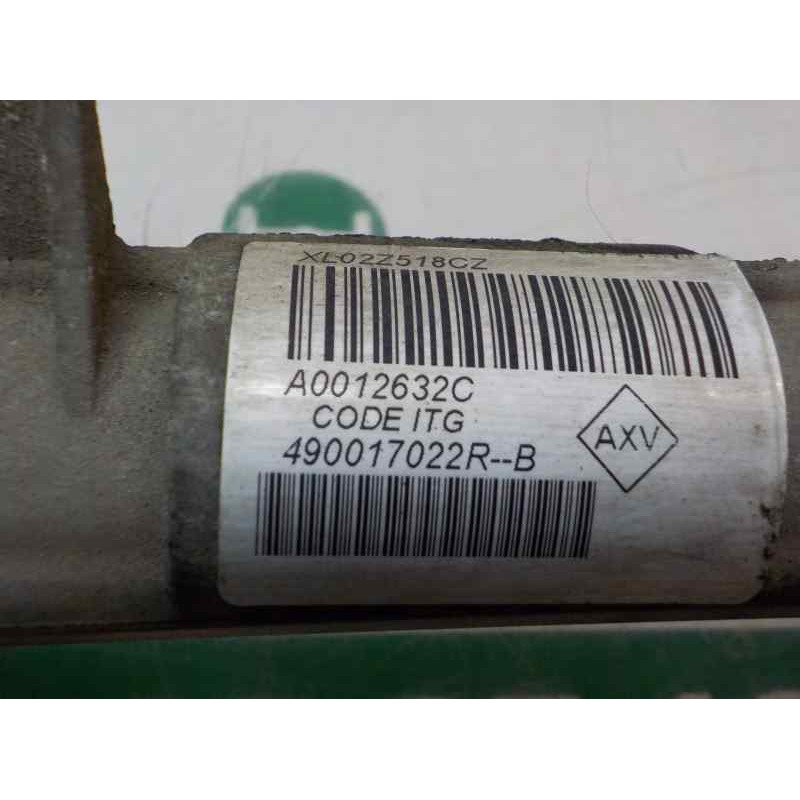 XL02Z518CZ
A0012632C
CODE ITG
490017022R--B
AXV